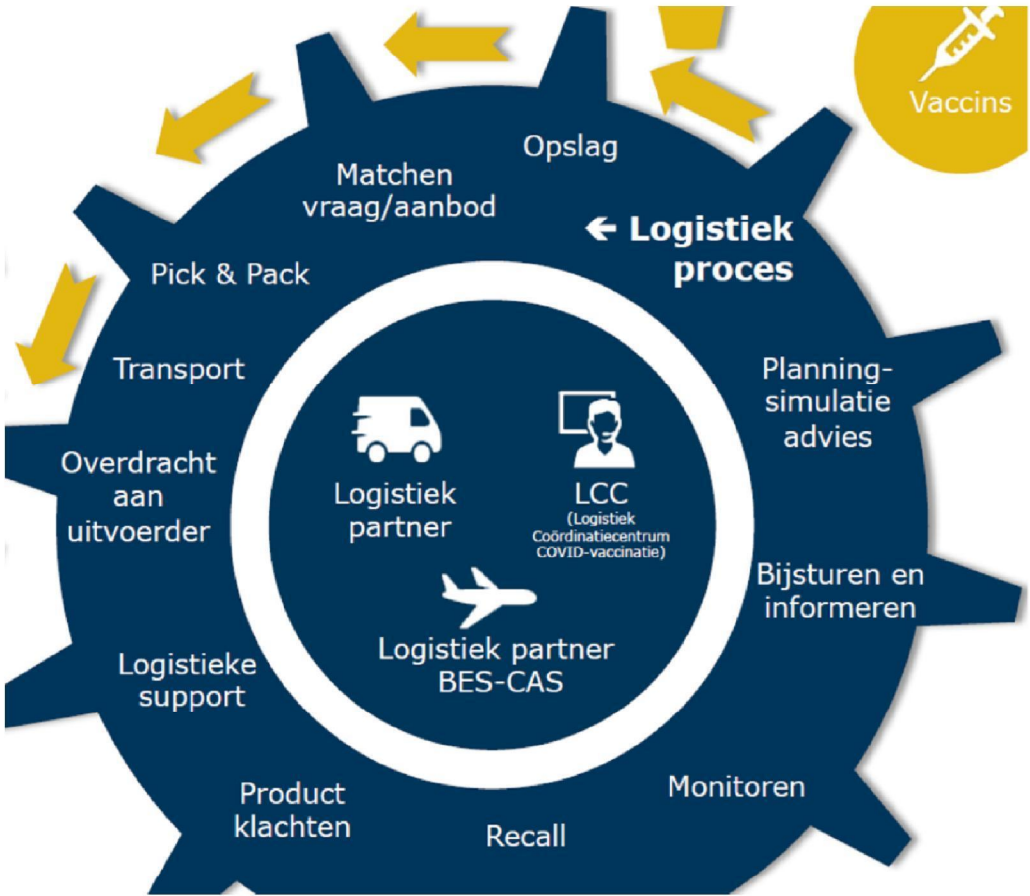 Vaccins
← Logistiek
proces
Opslag
Matchen
vraag/aanbod
Pick & Pack
Transport
Overdracht
aan
uitvoerder
Logistieke
support
Product
klachten
Recall
Monitoren
Bijsturen en
informeren
Planning-
simulatie
advies
Logistiek
partner
LCC
(Logistiek
Coördinatiecentrum
COVID-vaccinatie)
Logistiek partner
BES-CAS